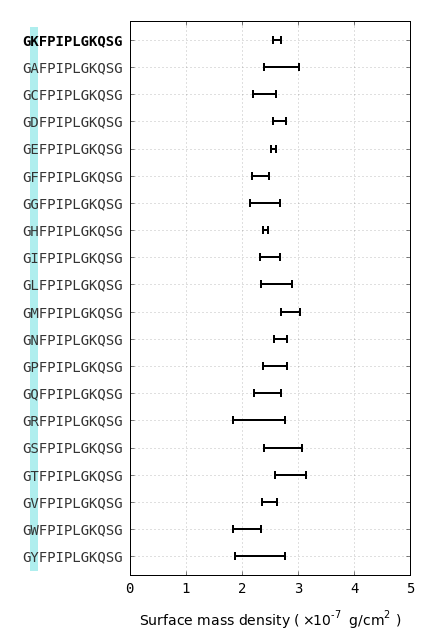 GKFPIPLGKQSG
GAFPIPLGKQSG
GCFPIPLGKQSG
GDFPIPLGKQSG
GEFPIPLGKQSG
GFFPIPLGKQSG
GGFPIPLGKQSG
GHFPIPLGKQSG
GIFPIPLGKQSG
GLFPIPLGKQSG
GMFPIPLGKQSG
GNFPIPLGKQSG
GPFPIPLGKQSG
GQFPIPLGKQSG
GRFPIPLGKQSG
GSFPIPLGKQSG
GTFPIPLGKQSG
GVFPIPLGKQSG
GWFPIPLGKQSG
GYFPIPLGKQSG
0 1 2 3 4 5
Surface mass density ( ×10⁻⁷ g/cm² )